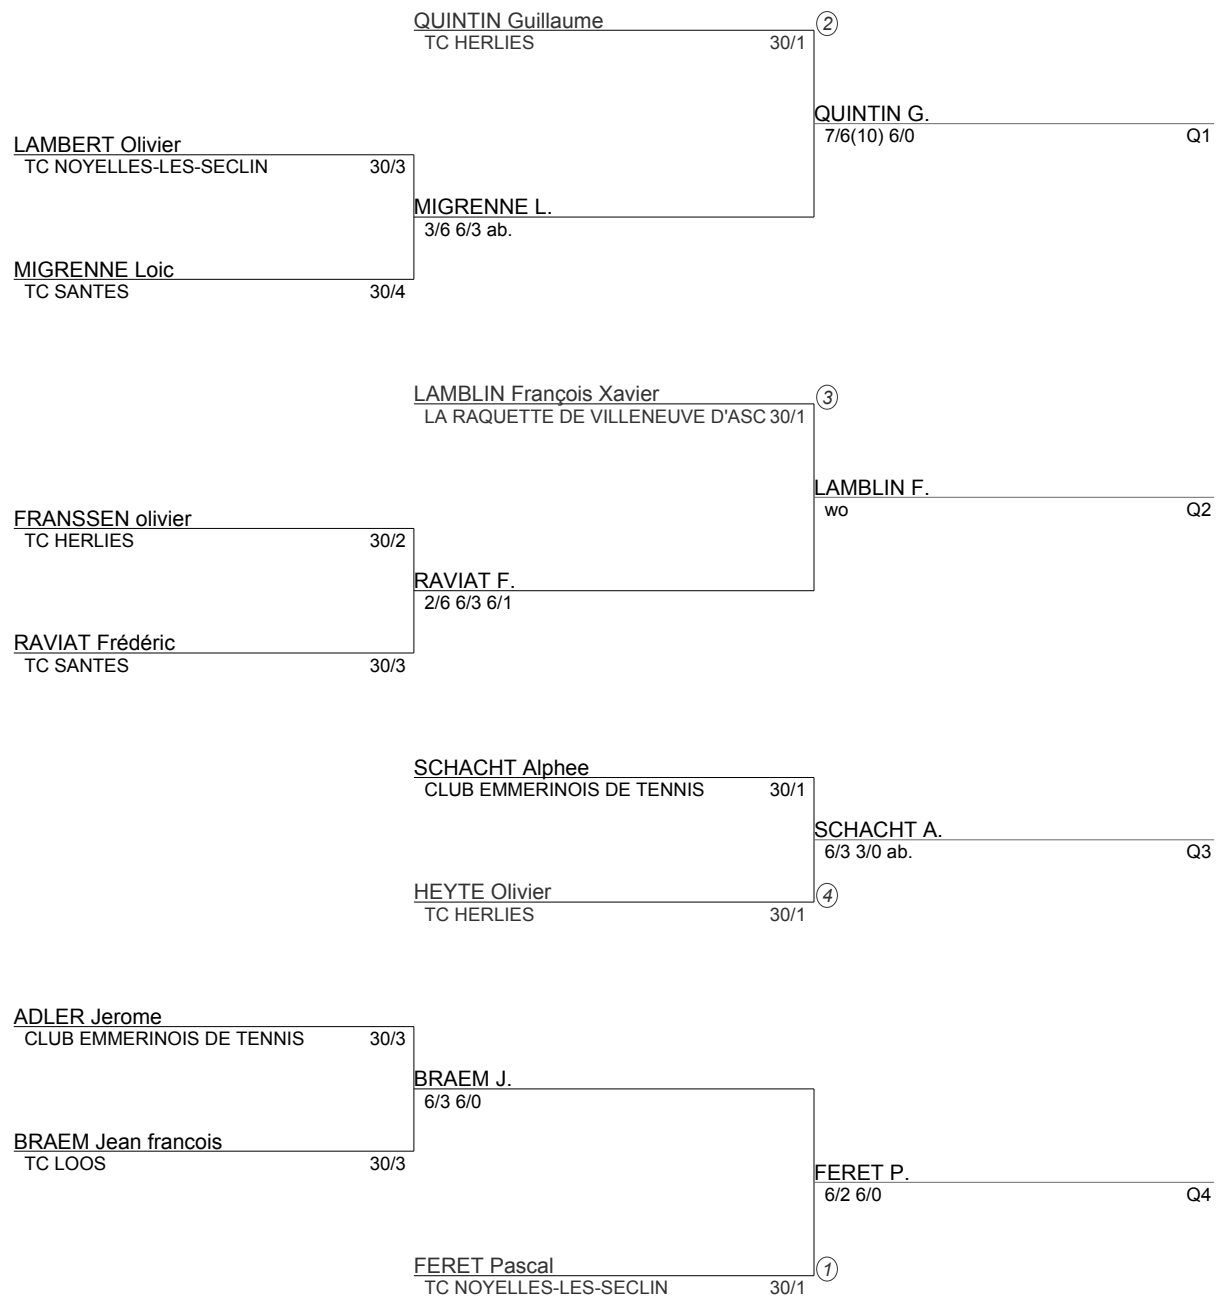 QUINTIN Guillaume 2
TC HERLIES 30/1
QUINTIN G.
7/6(10) 6/0 Q1
LAMBERT Olivier
TC NOYELLES-LES-SECLIN 30/3
MIGRENNE L.
3/6 6/3 ab.
MIGRENNE Loic
TC SANTES 30/4
LAMBLIN François Xavier 3
LA RAQUETTE DE VILLENEUVE D'ASC 30/1
LAMBLIN F.
wo Q2
FRANSSEN olivier
TC HERLIES 30/2
RAVIAT F.
2/6 6/3 6/1
RAVIAT Frédéric
TC SANTES 30/3
SCHACHT Alphee
CLUB EMMERINOIS DE TENNIS 30/1
SCHACHT A.
6/3 3/0 ab. Q3
HEYTE Olivier 4
TC HERLIES 30/1
ADLER Jerome
CLUB EMMERINOIS DE TENNIS 30/3
BRAEM J.
6/3 6/0
BRAEM Jean francois
TC LOOS 30/3
FERET P.
6/2 6/0 Q4
FERET Pascal 1
TC NOYELLES-LES-SECLIN 30/1